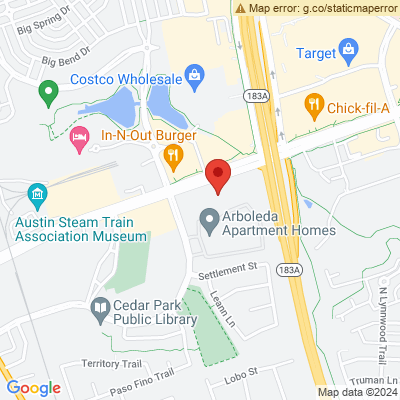 Map error: g.co/staticmaperror
Big Spring Dr
Big Bend Dr
Target
Costco Wholesale
183A
Chick-fil-A
In-N-Out Burger
Austin Steam Train
Association Museum
Arboleda
Apartment Homes
Settlement St
183A
Leann Ln
N Lynnwood Trail
Cedar Park
Public Library
Territory Trail
Paso Fino Trail
Lobo St
Truman Ln
Google
Map data ©2024